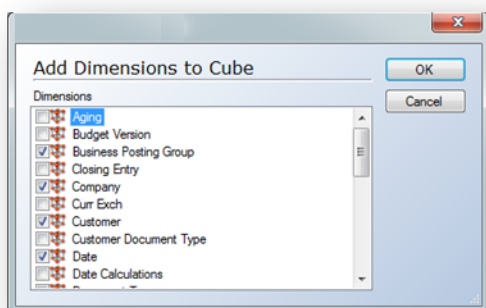 Add Dimensions to Cube
OK
Cancel
Dimensions
Aging
Budget Version
Business Posting Group
Closing Entry
Company
Curr Exch
Customer
Customer Document Type
Date
Date Calculations